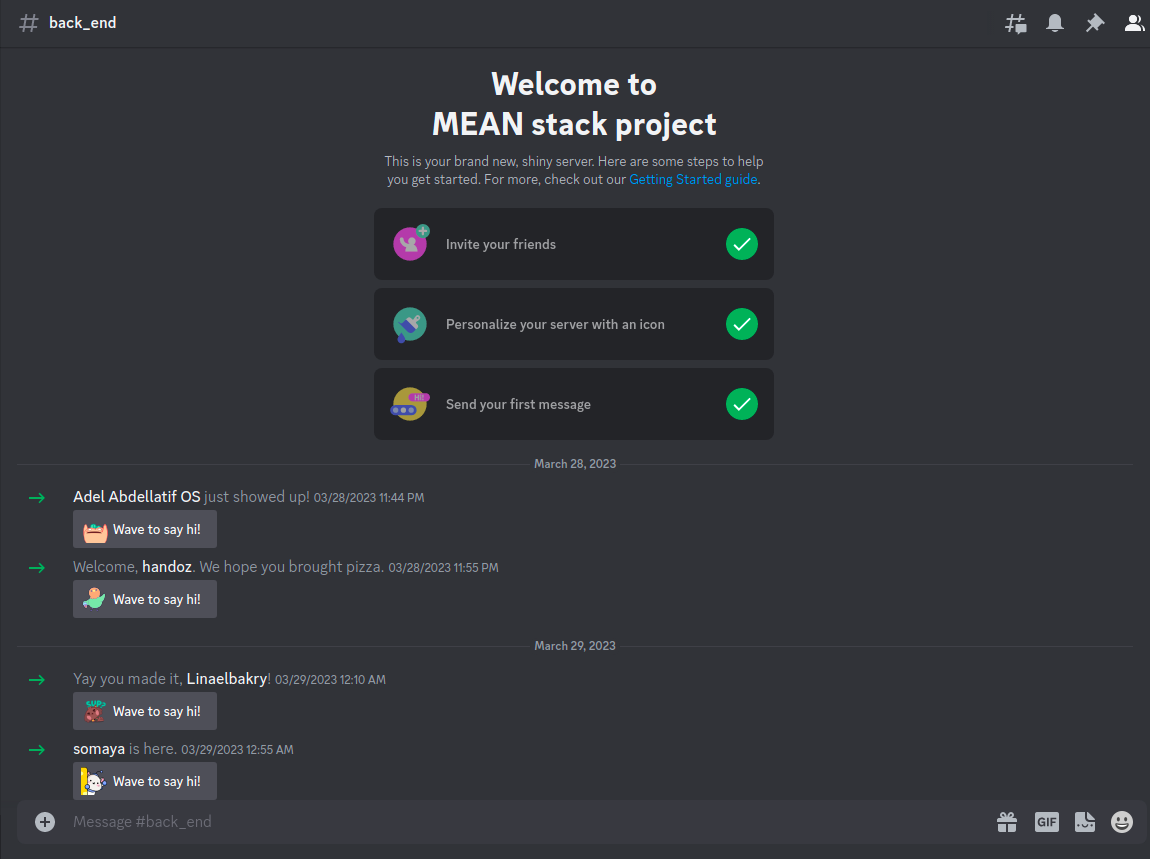 # back_end
Welcome to
MEAN stack project
This is your brand new, shiny server. Here are some steps to help
you get started. For more, check out our Getting Started guide.
Invite your friends
Personalize your server with an icon
HI!
Send your first message
March 28, 2023
Adel Abdellatif OS just showed up! 03/28/2023 11:44 PM
Wave to say hi!
Welcome, handoz. We hope you brought pizza. 03/28/2023 11:55 PM
Wave to say hi!
March 29, 2023
Yay you made it, Linaelbakry! 03/29/2023 12:10 AM
SUP?
Wave to say hi!
somaya is here. 03/29/2023 12:55 AM
Wave to say hi!
Message #back_end
GIF